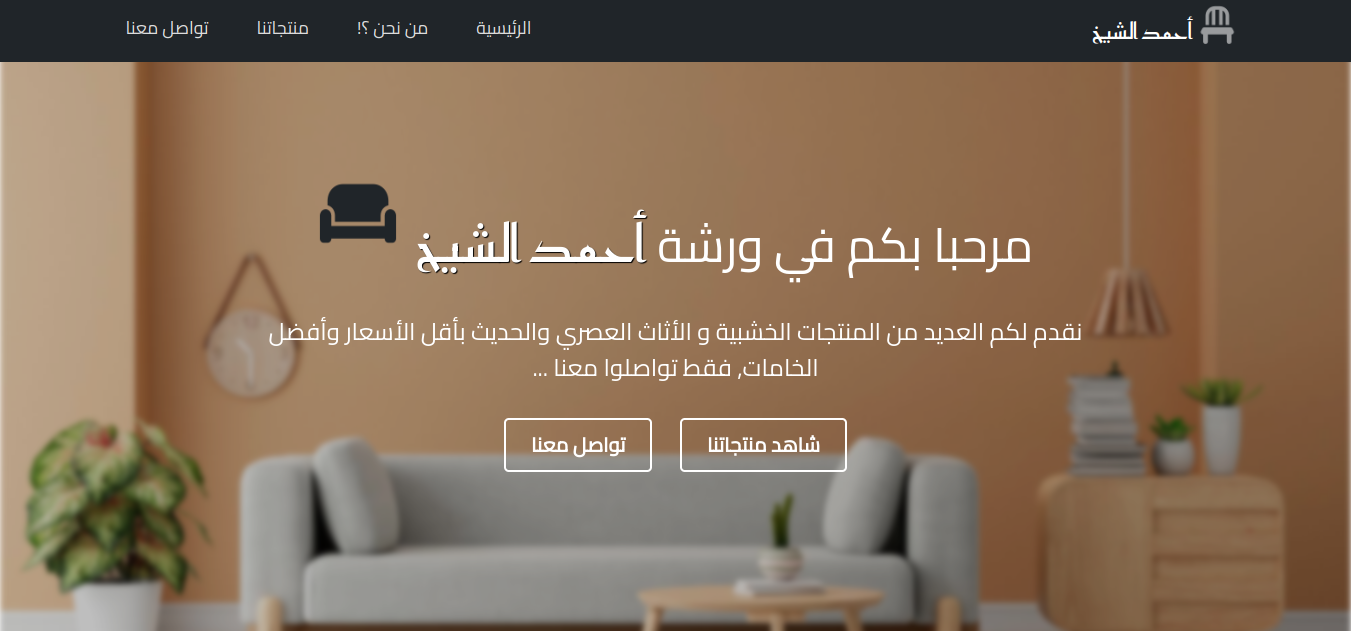 أحمد الشيخ
الرئيسية
من نحن ؟!
منتجاتنا
تواصل معنا
مرحبا بكم في ورشة أحمد الشيخ
نقدم لكم العديد من المنتجات الخشبية و الأثاث العصري والحديث بأقل الأسعار وأفضل
الخامات, فقط تواصلوا معنا ...
شاهد منتجاتنا
تواصل معنا